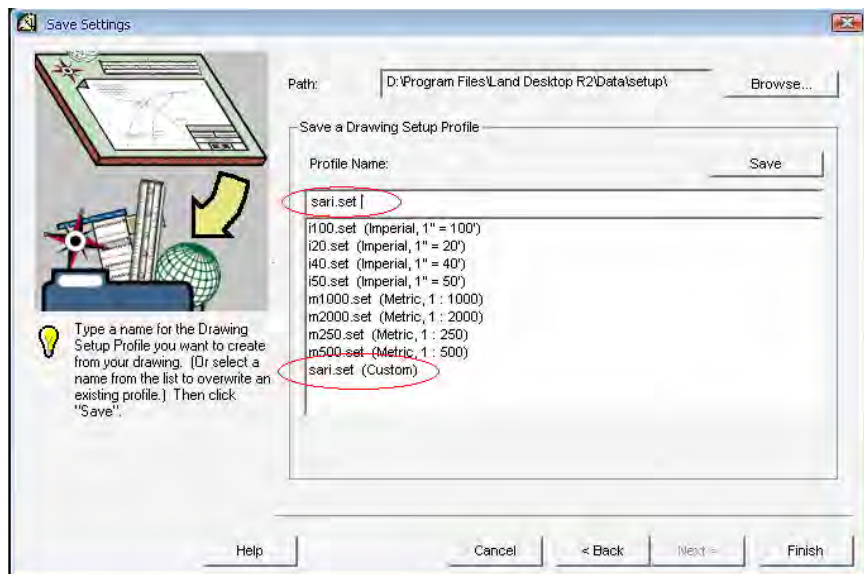 Save Settings
Path:
D:\Program Files\Land Desktop R2\Data\setup\
Browse...
Save a Drawing Setup Profile
Profile Name:
Save
sari.set
i100.set (Imperial, 1" = 100')
i20.set (Imperial, 1" = 20')
i40.set (Imperial, 1" = 40')
i50.set (Imperial, 1" = 50')
m1000.set (Metric, 1 : 1000)
m2000.set (Metric, 1 : 2000)
m250.set (Metric, 1 : 250)
m500.set (Metric, 1 : 500)
sari.set (Custom)
Type a name for the Drawing
Setup Profile you want to create
from your drawing. (Or select a
name from the list to overwrite an
existing profile.) Then click
"Save".
Help
Cancel
< Back
Next >
Finish